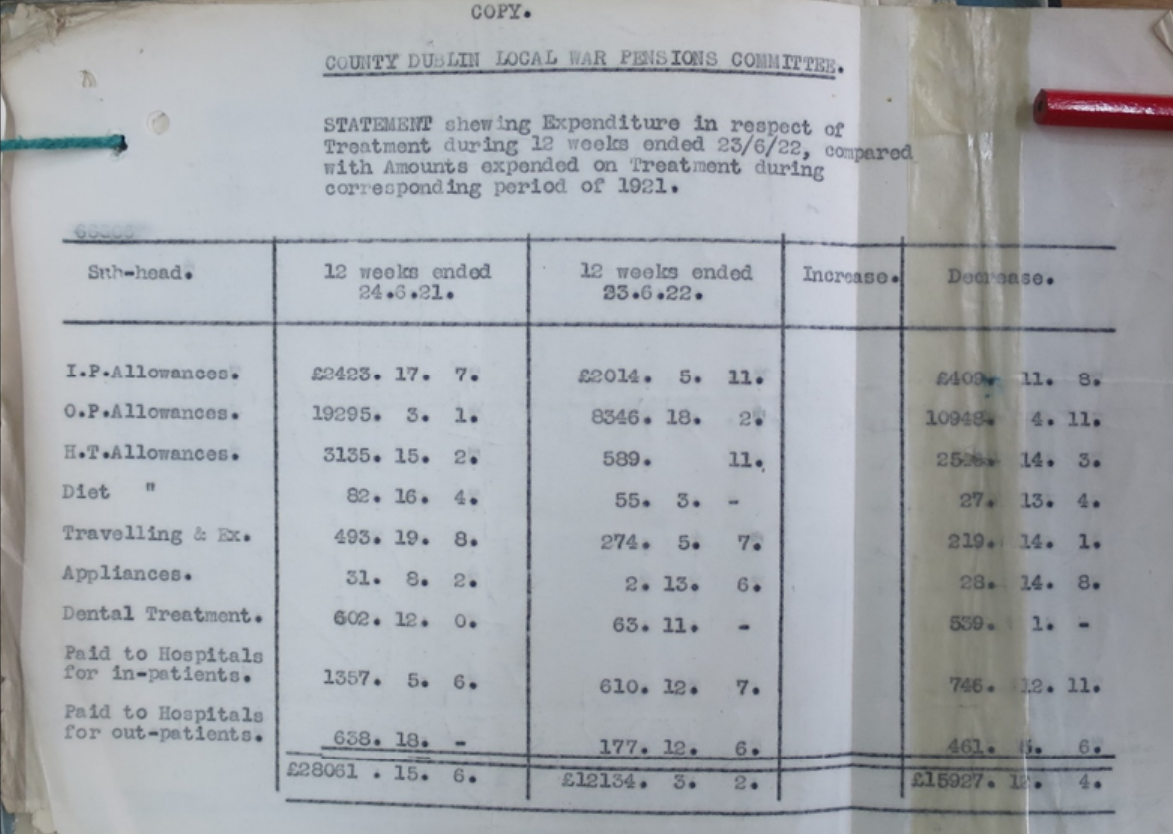 COPY.
COUNTY DUBLIN LOCAL WAR PENSIONS COMMITTEE.
STATEMENT shewing Expenditure in respect of
Treatment during 12 weeks ended 23/6/22, compared
with Amounts expended on Treatment during
corresponding period of 1921.
Sub-head. 12 weeks ended 12 weeks ended Increase. Decrease.
24.6.21. 23.6.22.
I.P.Allowances. £2423. 17. 7. £2014. 5. 11. £409. 11. 8.
O.P.Allowances. 19295. 3. 1. 8346. 18. 2. 10948. 4. 11.
H.T.Allowances. 3135. 15. 2. 589. 11. 14. 3.
Diet " 82. 16. 4. 55. 3. - 27. 13. 4.
Travelling & Ex. 493. 19. 8. 274. 5. 7. 219. 14. 1.
Appliances. 31. 8. 2. 2. 13. 6. 28. 14. 8.
Dental Treatment. 602. 12. 0. 63. 11. - 539. 1. -
Paid to Hospitals
for in-patients. 1357. 5. 6. 610. 12. 7. 746. 12. 11.
Paid to Hospitals
for out-patients. 638. 18. - 177. 12. 6. 461. 5. 6.
£28061 . 15. 6. £12134. 3. 2. £15927. 12. 4.